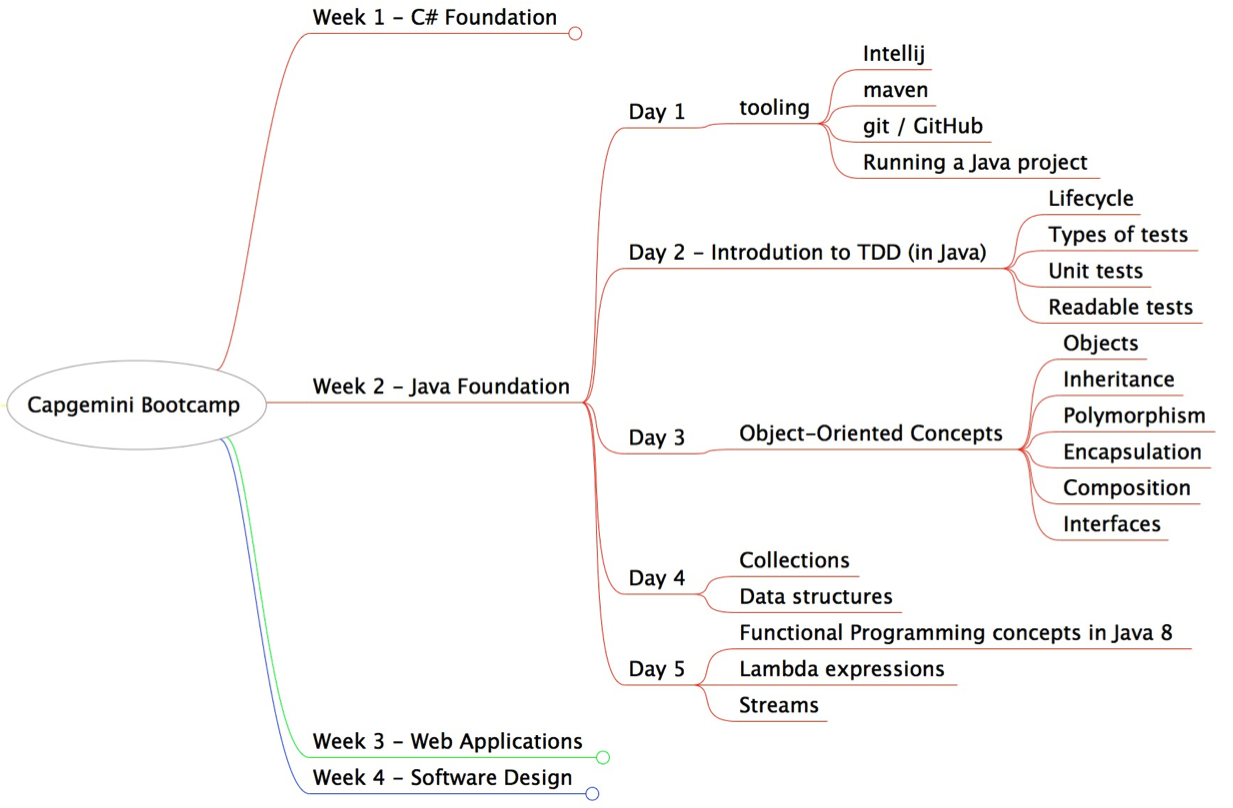 Week 1 – C# Foundation
Capgemini Bootcamp
Week 2 – Java Foundation
Day 1
tooling
Intellij
maven
git / GitHub
Running a Java project
Day 2 – Introdution to TDD (in Java)
Lifecycle
Types of tests
Unit tests
Readable tests
Day 3
Object–Oriented Concepts
Objects
Inheritance
Polymorphism
Encapsulation
Composition
Interfaces
Day 4
Collections
Data structures
Day 5
Functional Programming concepts in Java 8
Lambda expressions
Streams
Week 3 – Web Applications
Week 4 – Software Design